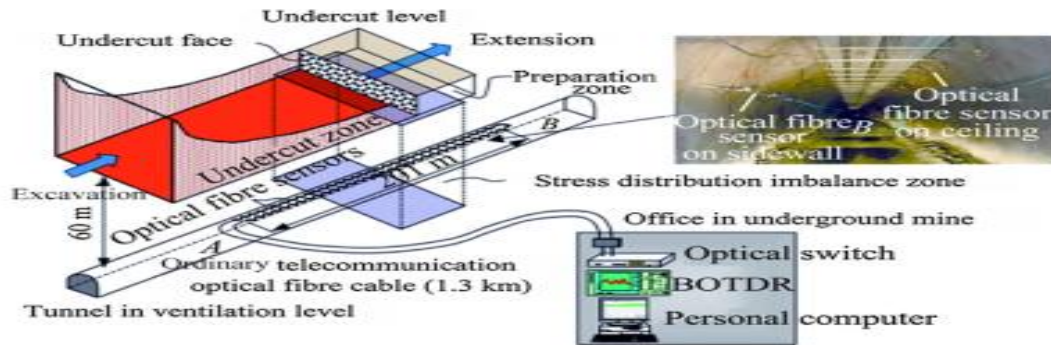 Undercut level
Undercut face
Extension
Preparation
zone
Undercut zone
Optical fibre sensors
B
Excavation
60 m
A
Stress distribution imbalance zone
Optical fibre
sensor
on sidewall
B
Optical
fibre sensor
on ceiling
Ordinary telecommunication
optical fibre cable (1.3 km)
Tunnel in ventilation level
Office in underground mine
Optical switch
BOTDR
Personal computer